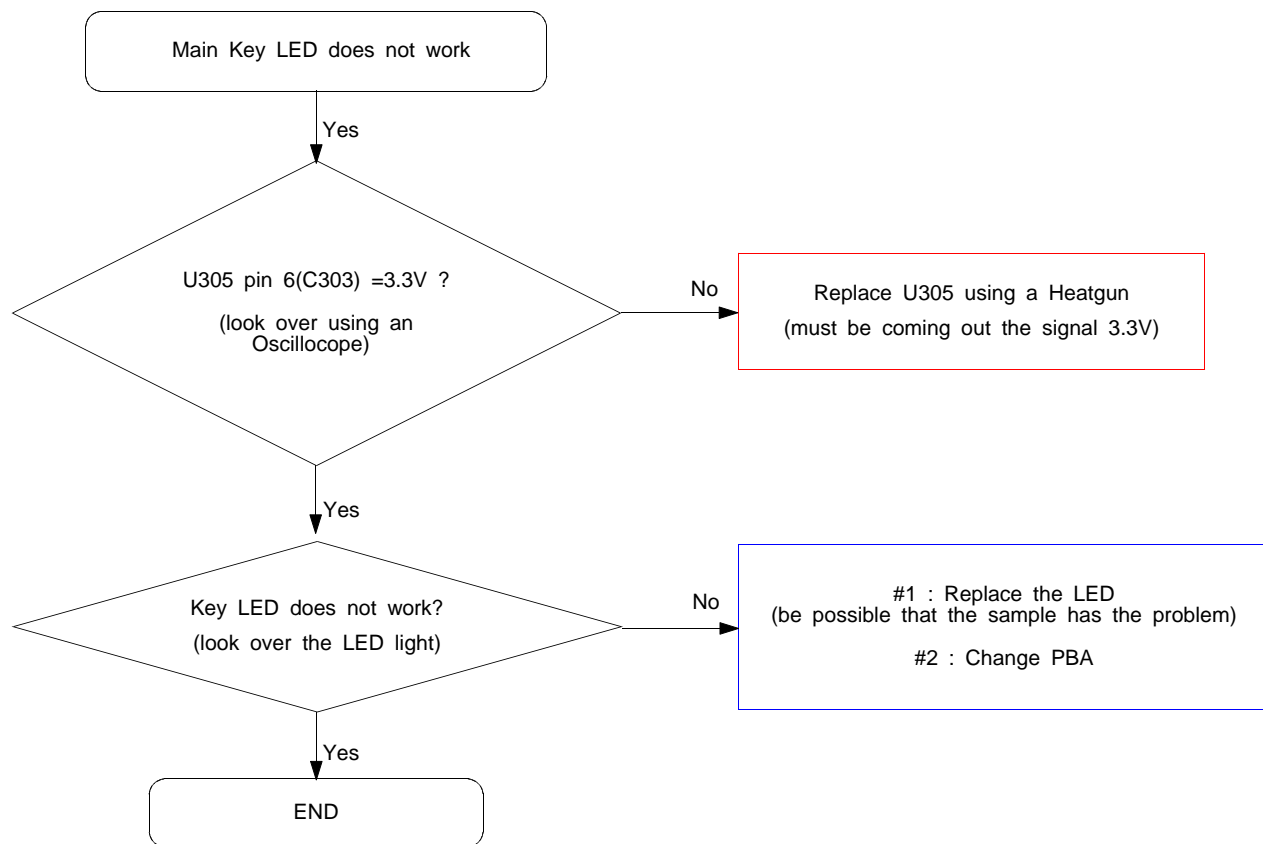 Main Key LED does not work
Yes
U305 pin 6(C303) =3.3V ?
(look over using an
Oscillocope)
No
Replace U305 using a Heatgun
(must be coming out the signal 3.3V)
Yes
Key LED does not work?
(look over the LED light)
No
#1 : Replace the LED
(be possible that the sample has the problem)
#2 : Change PBA
Yes
END